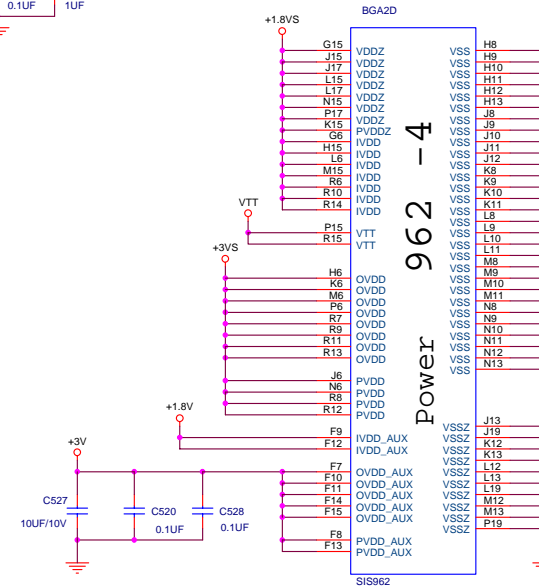 0.1UF 1UF
BGA2D
+1.8VS
G15 VDDZ VSS H8
J15 VDDZ VSS H9
J17 VDDZ VSS H10
L15 VDDZ VSS H11
L17 VDDZ VSS H12
N15 VDDZ VSS H13
P17 VDDZ VSS J8
K15 PVDDZ VSS J9
G6 IVDD VSS J10
H15 IVDD VSS J11
L6 IVDD VSS J12
M15 IVDD VSS K8
R6 IVDD VSS K9
R10 IVDD VSS K10
R14 IVDD VSS K11
VSS L8
VTT
P15 VTT VSS L9
R15 VTT VSS L10
VSS L11
+3VS
VSS M8
H6 OVDD VSS M9
K6 OVDD VSS M10
M6 OVDD VSS M11
P6 OVDD VSS N8
R7 OVDD VSS N9
R9 OVDD VSS N10
R11 OVDD VSS N11
R13 OVDD VSS N12
VSS N13
J6 PVDD
N6 PVDD
R8 PVDD
R12 PVDD
Power 962 -4
+1.8V
F9 IVDD_AUX VSSZ J13
F12 IVDD_AUX VSSZ J19
VSSZ K12
+3V
VSSZ K13
F7 OVDD_AUX VSSZ L12
F10 OVDD_AUX VSSZ L13
F11 OVDD_AUX VSSZ L19
F14 OVDD_AUX VSSZ M12
F15 OVDD_AUX VSSZ M13
VSSZ P19
F8 PVDD_AUX
F13 PVDD_AUX
C527 C520 C528
10UF/10V 0.1UF 0.1UF
SIS962